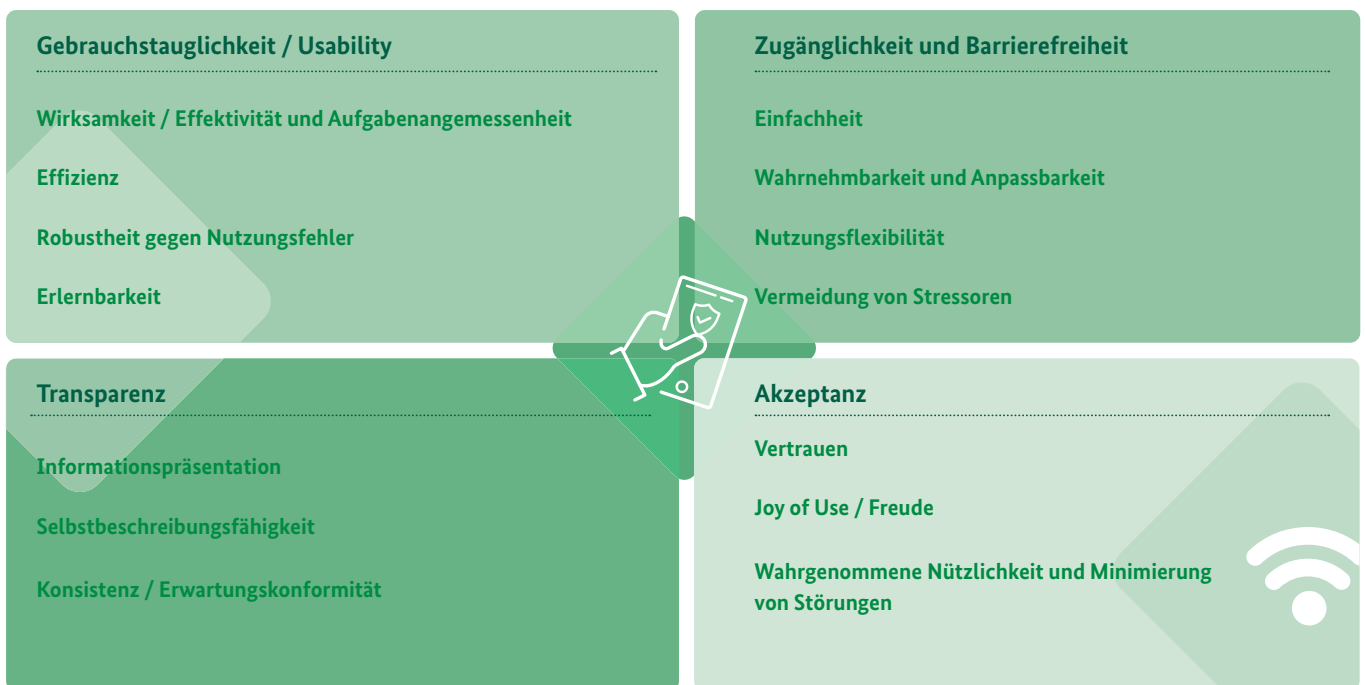 Gebrauchstauglichkeit / Usability
Wirksamkeit / Effektivität und Aufgabenangemessenheit
Effizienz
Robustheit gegen Nutzungsfehler
Erlernbarkeit
Zugänglichkeit und Barrierefreiheit
Einfachheit
Wahrnehmbarkeit und Anpassbarkeit
Nutzungsflexibilität
Vermeidung von Stressoren
Transparenz
Informationspräsentation
Selbstbeschreibungsfähigkeit
Konsistenz / Erwartungskonformität
Akzeptanz
Vertrauen
Joy of Use / Freude
Wahrgenommene Nützlichkeit und Minimierung
von Störungen